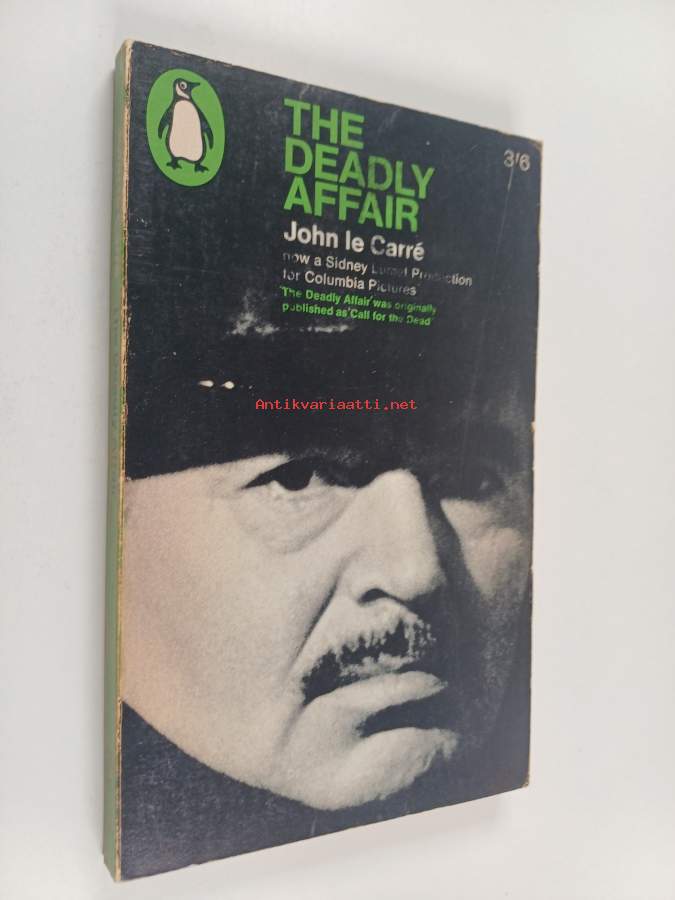 THE
DEADLY
AFFAIR
3'6
John le Carré
now a Sidney Lumet Production
for Columbia Pictures
'The Deadly Affair' was originally
published as 'Call for the Dead'
Antikvariaatti.net